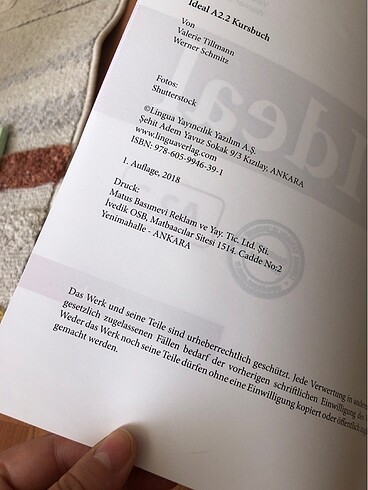 Ideal A2.2 Kursbuch
Von
Valerie Tillmann
Werner Schmitz
Fotos:
Shutterstock
©Lingua Yayıncılık Yazılım A.Ş.
Şehit Adem Yavuz Sokak 9/3 Kızılay, ANKARA
www.linguaverlag.com
ISBN: 978-605-9946-39-1
1. Auflage, 2018
Druck:
Matus Basımevi Reklam ve Yay. Tic. Ltd. Şti.
İvedik OSB, Matbaacılar Sitesi 1514. Cadde No:2
Yenimahalle - ANKARA
Das Werk und seine Teile sind urheberrechtlich geschützt. Jede Verwertung in anderen
gesetzlich zugelassenen Fällen bedarf der vorherigen schriftlichen Einwilligung des
Weder das Werk noch seine Teile dürfen ohne eine Einwilligung kopiert oder öffentlich
gemacht werden.